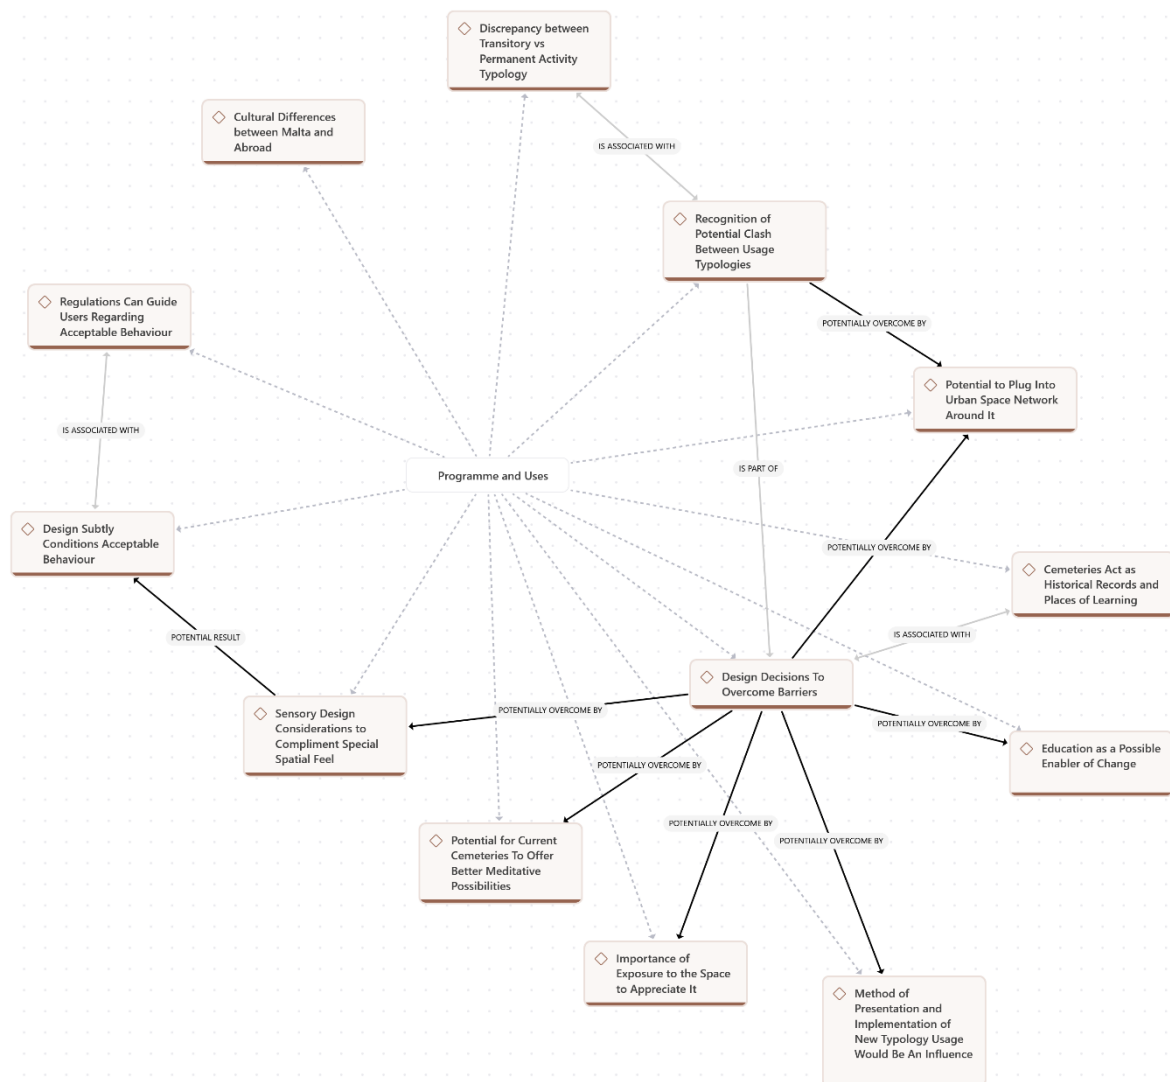 Discrepancy between
Transitory vs
Permanent Activity
Typology
Cultural Differences
between Malta and
Abroad
IS ASSOCIATED WITH
Recognition of
Potential Clash
Between Usage
Typologies
Regulations Can Guide
Users Regarding
Acceptable Behaviour
POTENTIALLY OVERCOME BY
Potential to Plug Into
Urban Space Network
Around It
IS ASSOCIATED WITH
IS PART OF
Programme and Uses
Design Subtly
Conditions Acceptable
Behaviour
POTENTIALLY OVERCOME BY
Cemeteries Act as
Historical Records and
Places of Learning
POTENTIAL RESULT
IS ASSOCIATED WITH
Design Decisions To
Overcome Barriers
Sensory Design
Considerations to
Compliment Special
Spatial Feel
POTENTIALLY OVERCOME BY
POTENTIALLY OVERCOME BY
Education as a Possible
Enabler of Change
POTENTIALLY OVERCOME BY
POTENTIALLY OVERCOME BY
POTENTIALLY OVERCOME BY
Potential for Current
Cemeteries To Offer
Better Meditative
Possibilities
Importance of
Exposure to the Space
to Appreciate It
Method of
Presentation and
Implementation of
New Typology Usage
Would Be An Influence